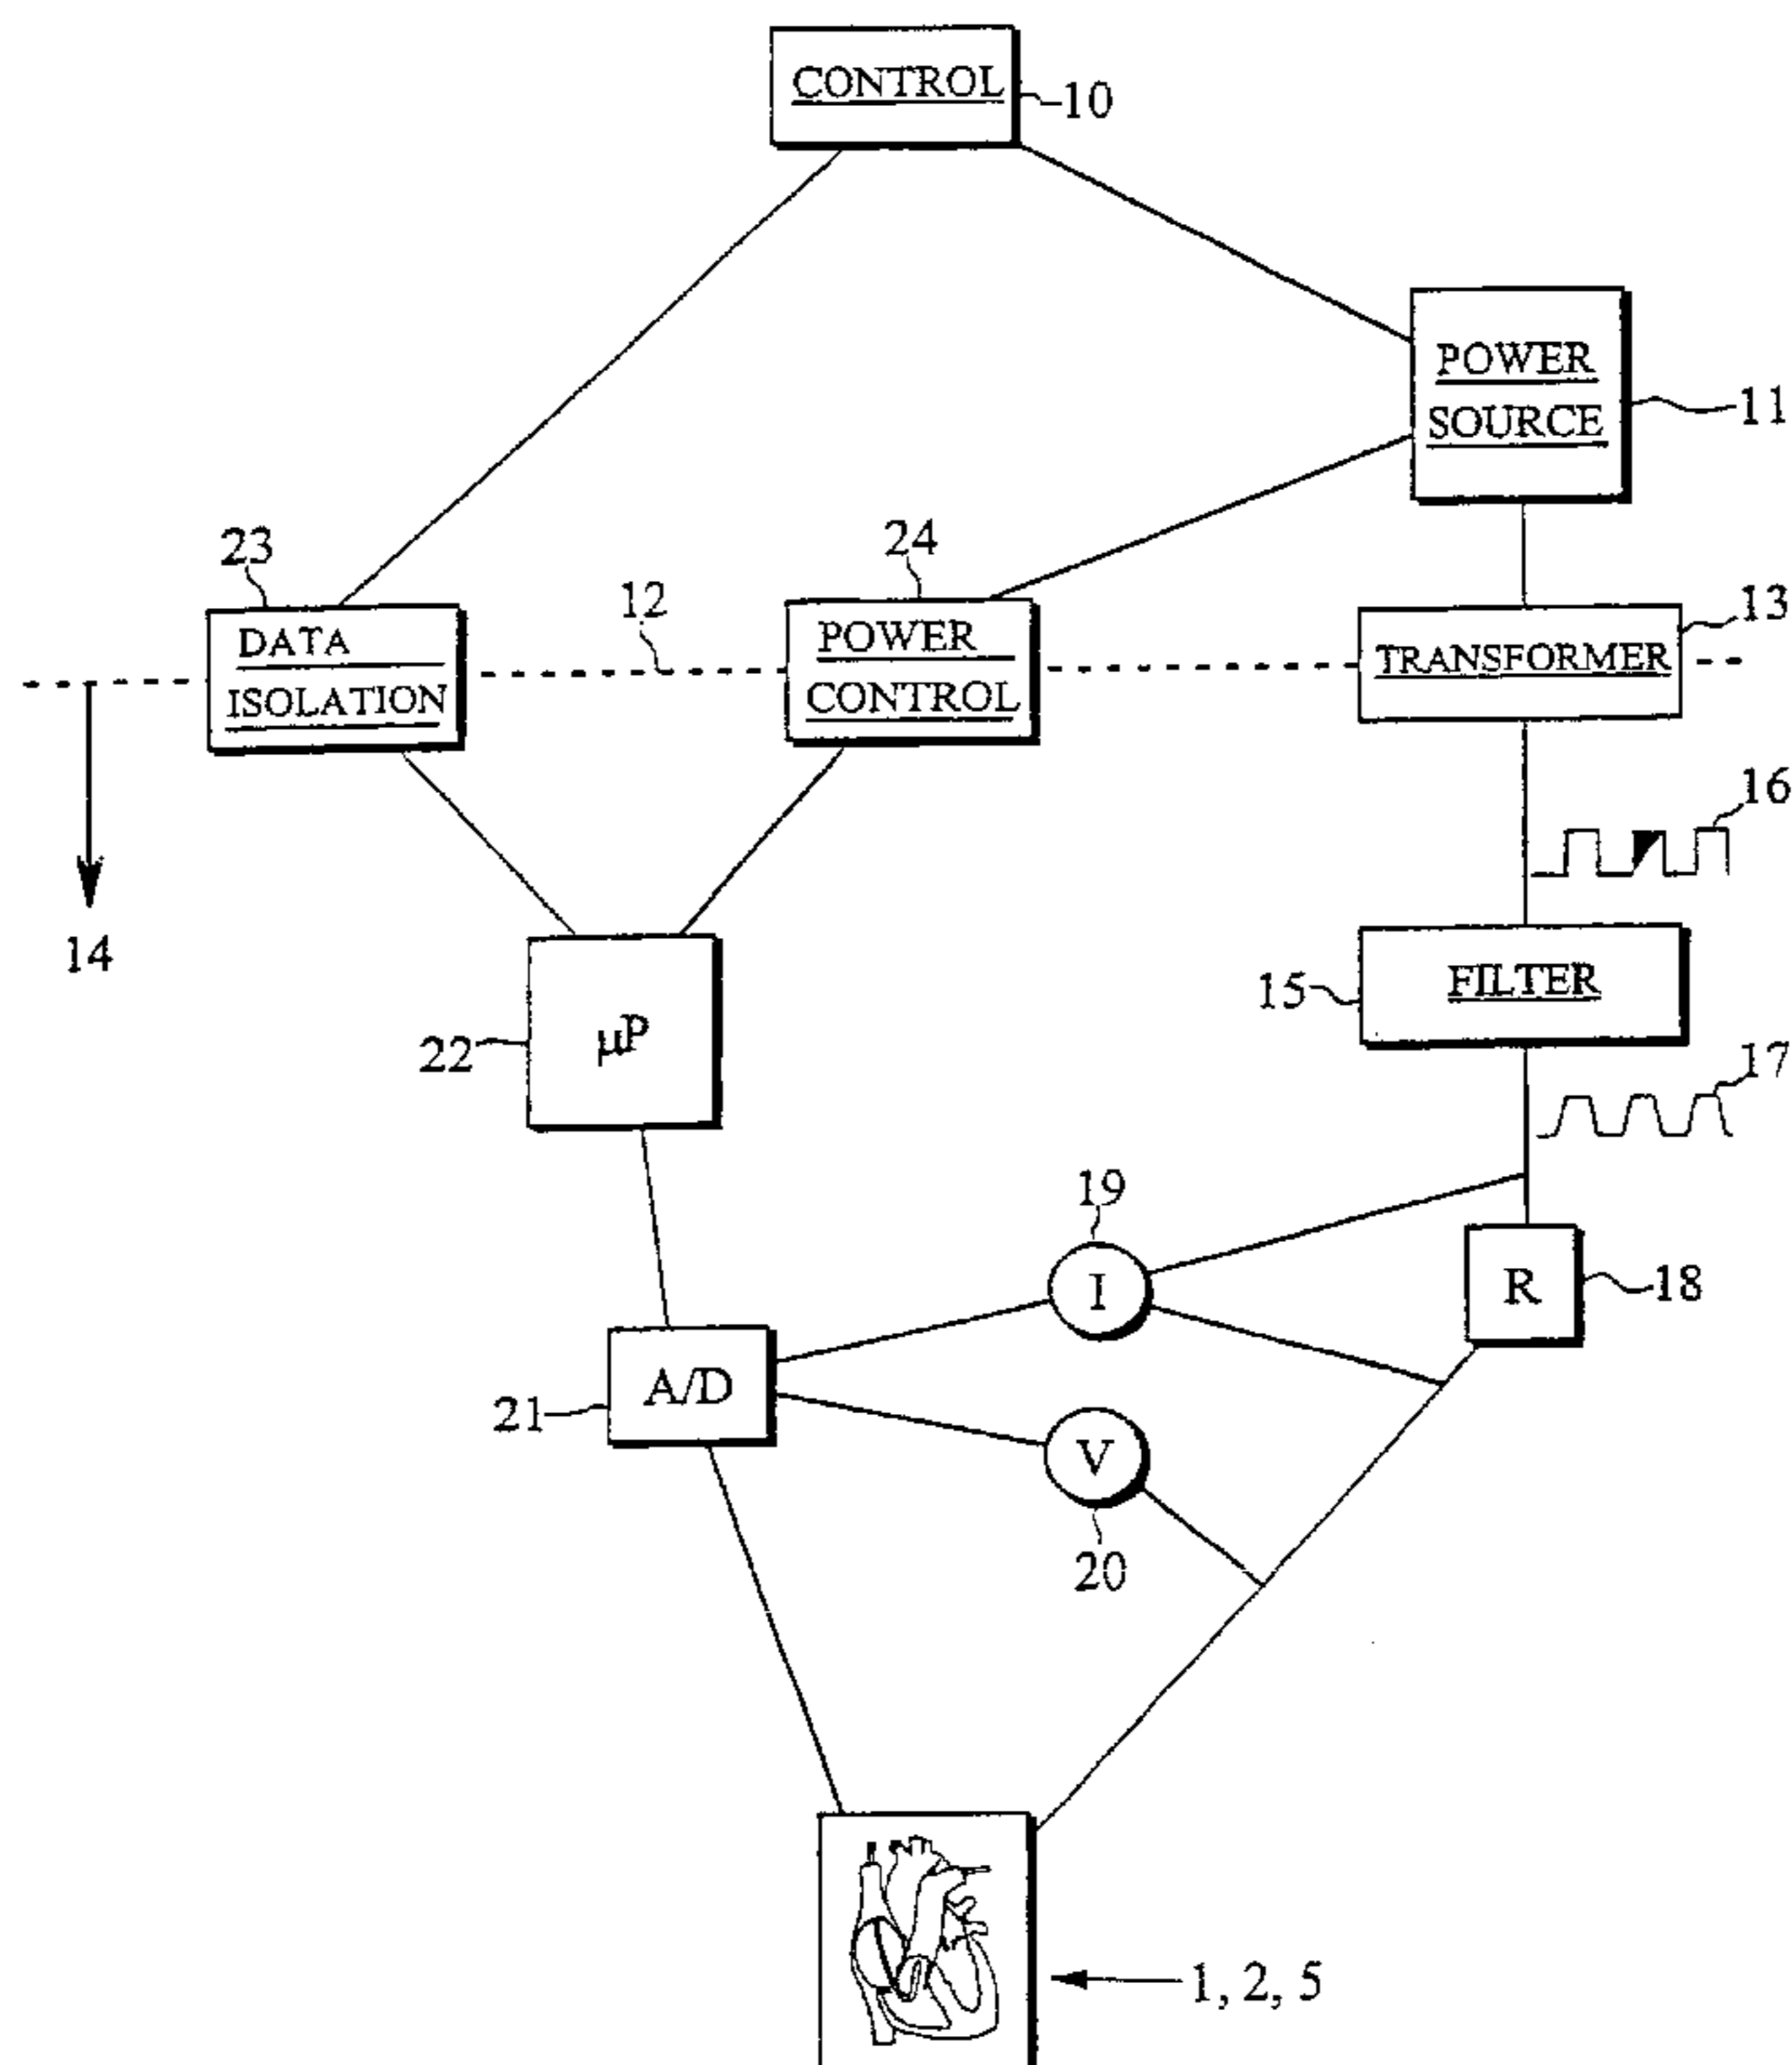 CONTROL
10
POWER
SOURCE
11
23
24
12
13
DATA
ISOLATION
POWER
CONTROL
TRANSFORMER
16
14
15
FILTER
22
µP
17
19
I
R
18
21
A/D
V
20
1, 2, 5